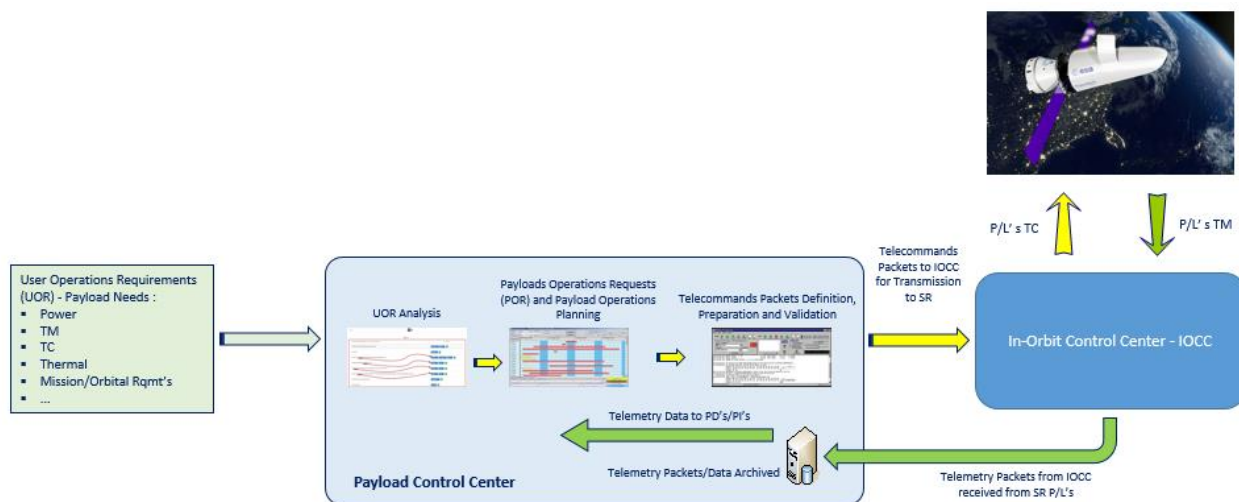 esa
P/L' s TC
P/L' s TM
Telecommands
Packets to IOCC
for Transmission
to SR
User Operations Requirements
(UOR) - Payload Needs :
▪ Power
▪ TM
▪ TC
▪ Thermal
▪ Mission/Orbital Rqmt's
▪ ...
UOR Analysis
Payloads Operations Requests
(POR) and Payload Operations
Planning
Telecommands Packets Definition,
Preparation and Validation
In-Orbit Control Center - IOCC
Telemetry Data to PD's/PI's
Telemetry Packets/Data Archived
Payload Control Center
Telemetry Packets from IOCC
received from SR P/L's